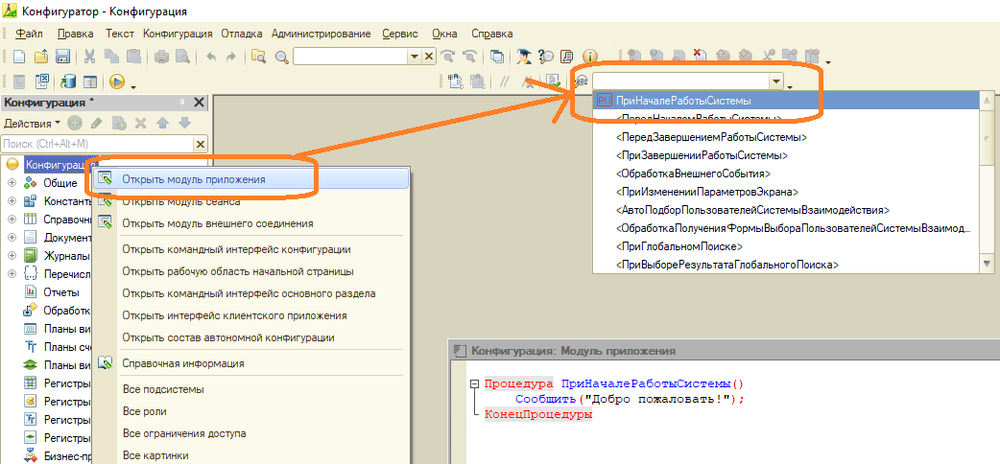 Конфигуратор - Конфигурация
Файл Правка Текст Конфигурация Отладка Администрирование Сервис Окна Справка
Конфигурация *
Действия
Поиск (Ctrl+Alt+M)
Конфигурац
Общие
Констант
Справочн
Документ
Журналы
Перечисл
Отчеты
Обработк
Планы ви
Планы сч
Планы ви
Регистры
Регистры
Регистры
Регистры
Бизнес-пр
Открыть модуль приложения
Открыть модуль сеанса
Открыть модуль внешнего соединения
Открыть командный интерфейс конфигурации
Открыть рабочую область начальной страницы
Открыть командный интерфейс основного раздела
Открыть интерфейс клиентского приложения
Открыть состав автономной конфигурации
Справочная информация
Все подсистемы
Все роли
Все ограничения доступа
Все картинки
ПриНачалеРаботыСистемы
<ПередНачаломРаботыСистемы>
<ПередЗавершениемРаботыСистемы>
<ПриЗавершенииРаботыСистемы>
<ОбработкаВнешнегоСобытия>
<ПриИзмененииПараметровЭкрана>
<АвтоПодборПользователейСистемыВзаимодействия>
<ОбработкаПолученияФормыВыбораПользователейСистемыВзаимод...
<ПриГлобальномПоиске>
<ПриВыбореРезультатаГлобальногоПоиска>
Конфигурация: Модуль приложения
Процедура ПриНачалеРаботыСистемы()
Сообщить("Добро пожаловать!");
КонецПроцедуры